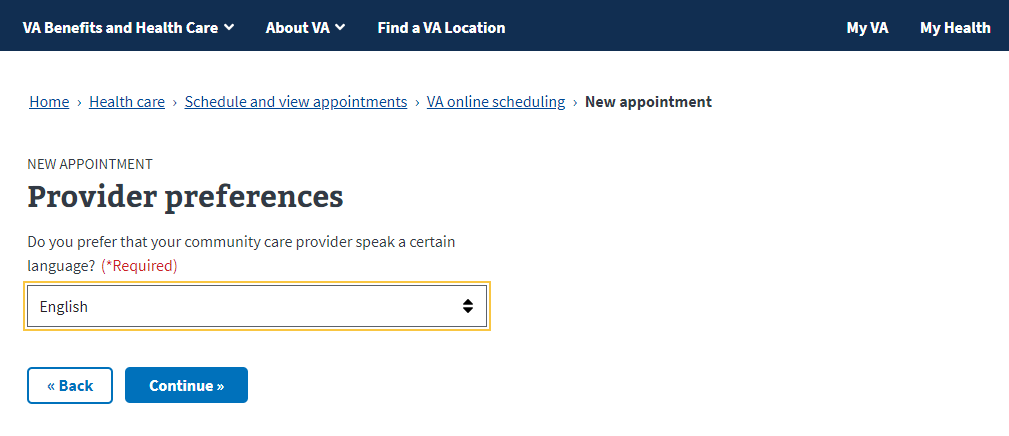 VA Benefits and Health Care About VA Find a VA Location My VA My Health
Home › Health care › Schedule and view appointments › VA online scheduling › New appointment
NEW APPOINTMENT
Provider preferences
Do you prefer that your community care provider speak a certain
language? (*Required)
English
« Back Continue »